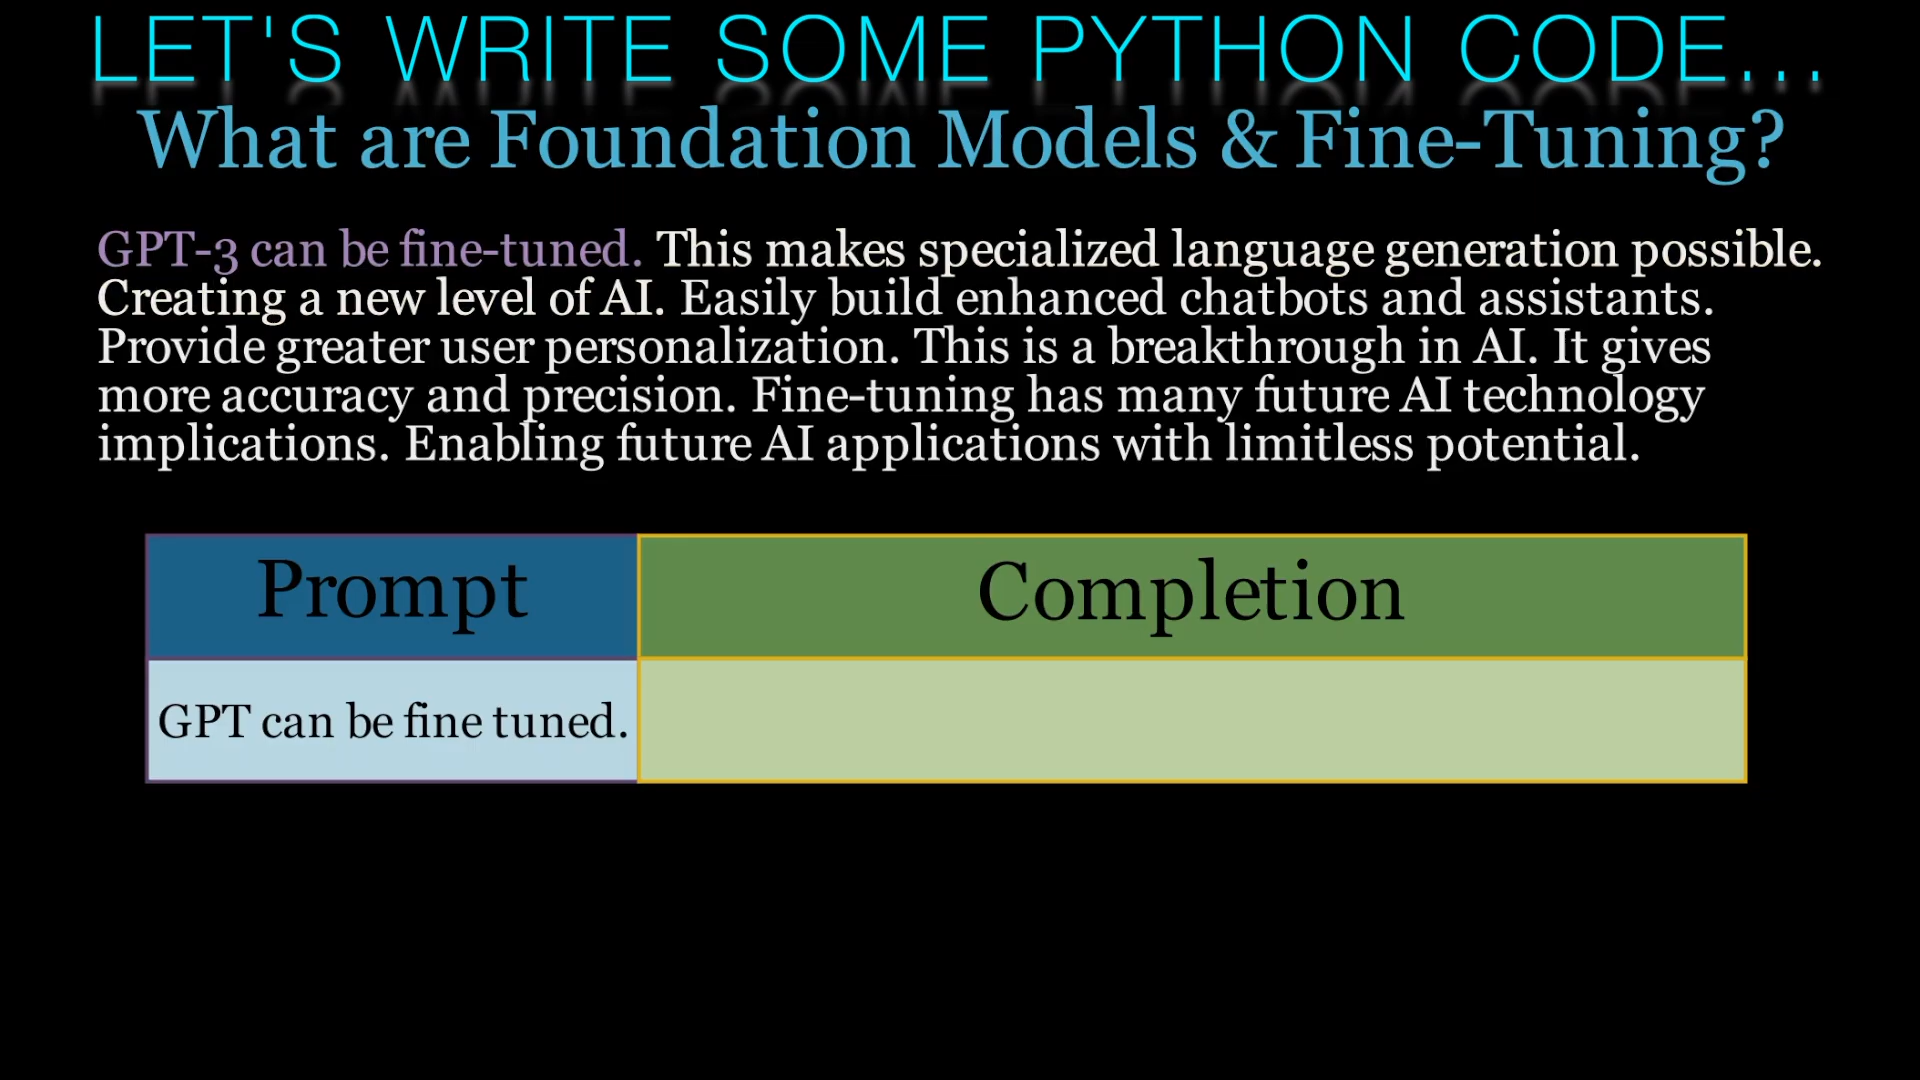 LET'S WRITE SOME PYTHON CODE...
What are Foundation Models & Fine-Tuning?
GPT-3 can be fine-tuned. This makes specialized language generation possible.
Creating a new level of AI. Easily build enhanced chatbots and assistants.
Provide greater user personalization. This is a breakthrough in AI. It gives
more accuracy and precision. Fine-tuning has many future AI technology
implications. Enabling future AI applications with limitless potential.
Prompt
Completion
GPT can be fine tuned.